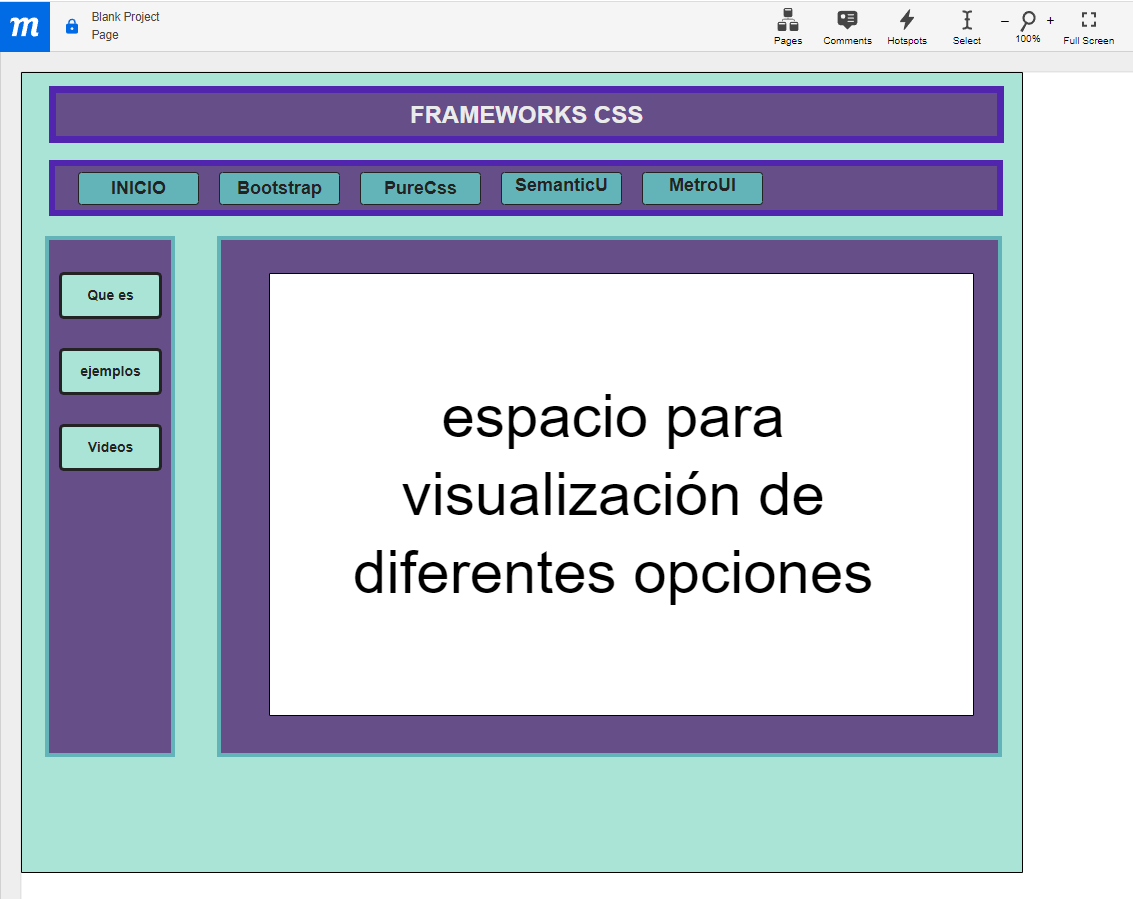 m
Blank Project
Page
Pages
Comments
Hotspots
Select
– 100% +
Full Screen
FRAMEWORKS CSS
INICIO
Bootstrap
PureCss
SemanticU
MetroUI
Que es
ejemplos
Videos
espacio para
visualización de
diferentes opciones